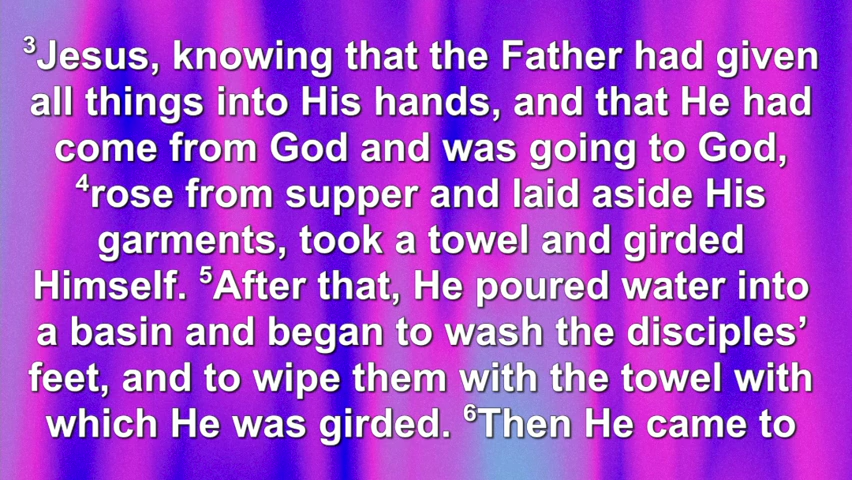 ³Jesus, knowing that the Father had given
all things into His hands, and that He had
come from God and was going to God,
⁴rose from supper and laid aside His
garments, took a towel and girded
Himself. ⁵After that, He poured water into
a basin and began to wash the disciples’
feet, and to wipe them with the towel with
which He was girded. ⁶Then He came to